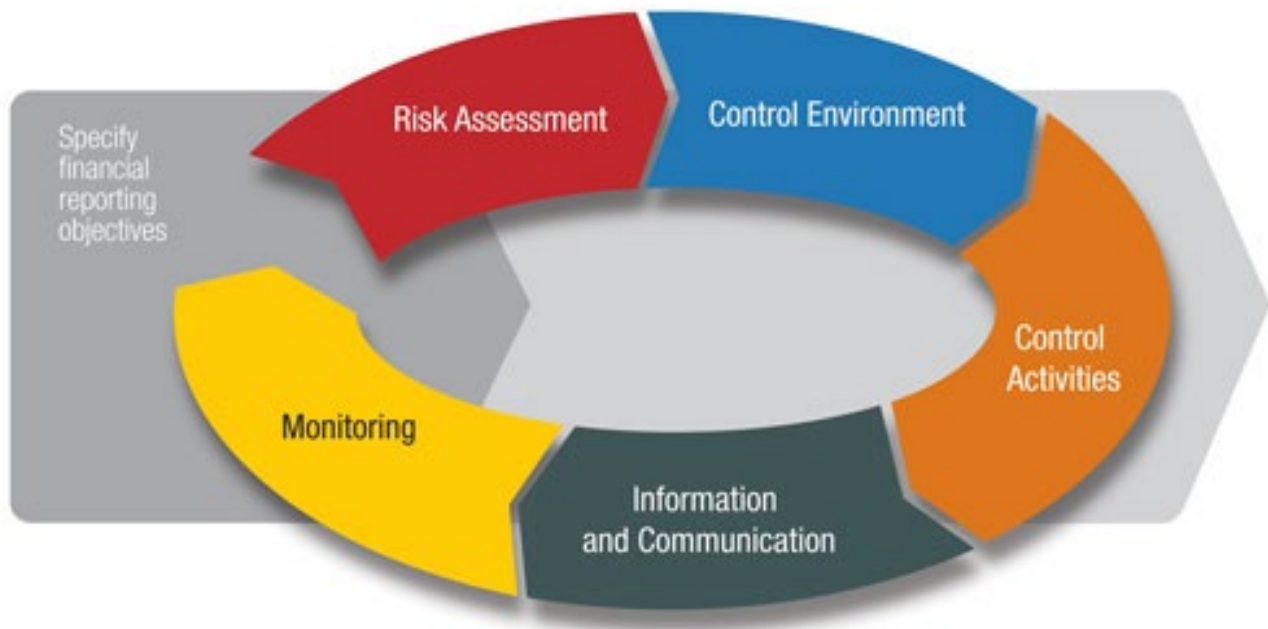 Specify
financial
reporting
objectives
Risk Assessment
Control Environment
Control
Activities
Information
and Communication
Monitoring